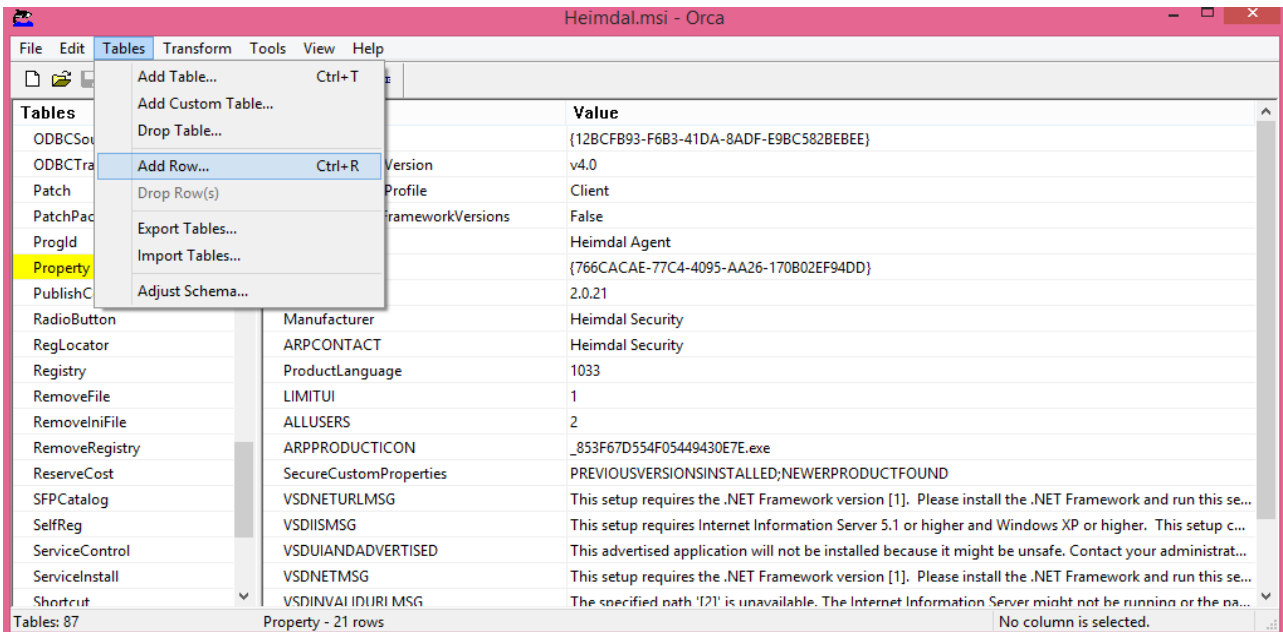 Heimdal.msi - Orca
File Edit Tables Transform Tools View Help
Add Table... Ctrl+T
Add Custom Table...
Drop Table...
Add Row... Ctrl+R
Drop Row(s)
Export Tables...
Import Tables...
Adjust Schema...
Tables
ODBCSou
ODBCTra
Patch
PatchPac
ProgId
Property
PublishC
RadioButton
RegLocator
Registry
RemoveFile
RemoveIniFile
RemoveRegistry
ReserveCost
SFPCatalog
SelfReg
ServiceControl
ServiceInstall
Shortcut
Value
{12BCFB93-F6B3-41DA-8ADF-E9BC582BEBEE}
Version v4.0
Profile Client
FrameworkVersions False
Heimdal Agent
{766CACAE-77C4-4095-AA26-170B02EF94DD}
2.0.21
Manufacturer Heimdal Security
ARPCONTACT Heimdal Security
ProductLanguage 1033
LIMITUI 1
ALLUSERS 2
ARPPRODUCTICON _853F67D554F05449430E7E.exe
SecureCustomProperties PREVIOUSVERSIONSINSTALLED;NEWERPRODUCTFOUND
VSDNETURLMSG This setup requires the .NET Framework version [1].  Please install the .NET Framework and run this se...
VSDIISMSG This setup requires Internet Information Server 5.1 or higher and Windows XP or higher.  This setup c...
VSDUIANDADVERTISED This advertised application will not be installed because it might be unsafe. Contact your administrat...
VSDNETMSG This setup requires the .NET Framework version [1].  Please install the .NET Framework and run this se...
VSDINVALIDURLMSG The specified path '[2]' is unavailable. The Internet Information Server might not be running or the pa...
Tables: 87 Property - 21 rows No column is selected.